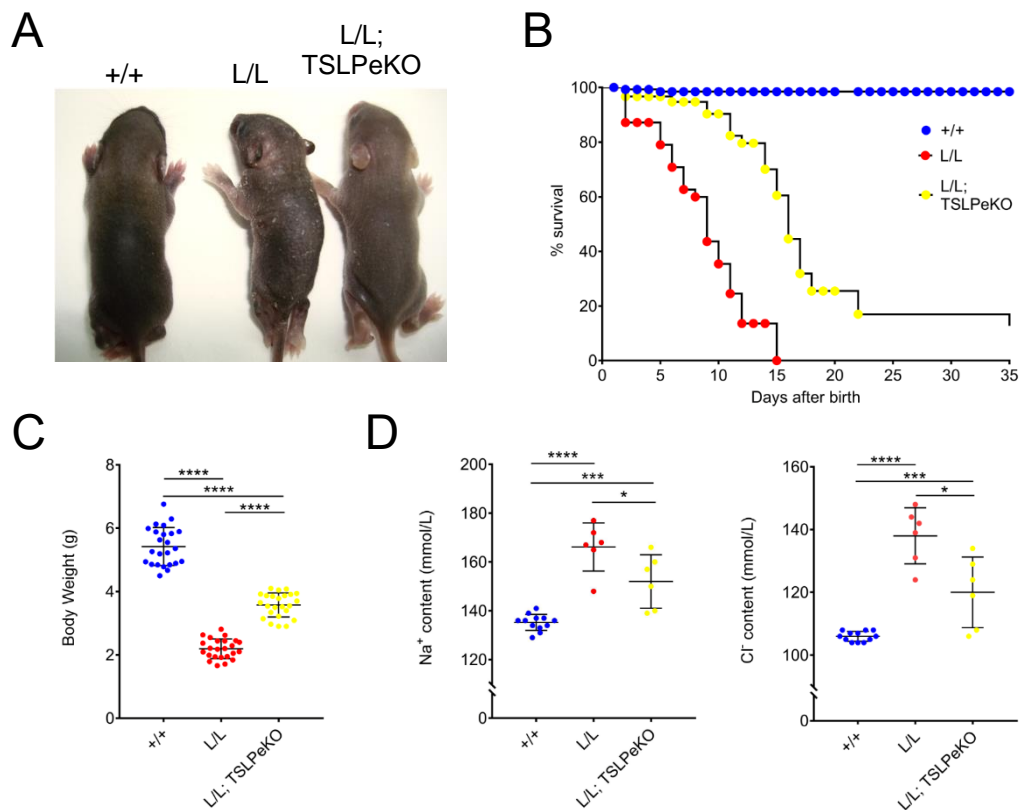 A
+/+
L/L
L/L;
TSLPeKO
B
100
80
60
40
20
0
% survival
0 5 10 15 20 25 30 35
Days after birth
+/+
L/L
L/L;
TSLPeKO
C
8
6
4
2
0
Body Weight (g)
****
****
****
+/+
L/L
L/L; TSLPeKO
D
200
180
160
140
120
0
Na⁺ content (mmol/L)
****
***
*
+/+
L/L
L/L; TSLPeKO
160
140
120
100
0
Cl⁻ content (mmol/L)
****
***
*
+/+
L/L
L/L; TSLPeKO